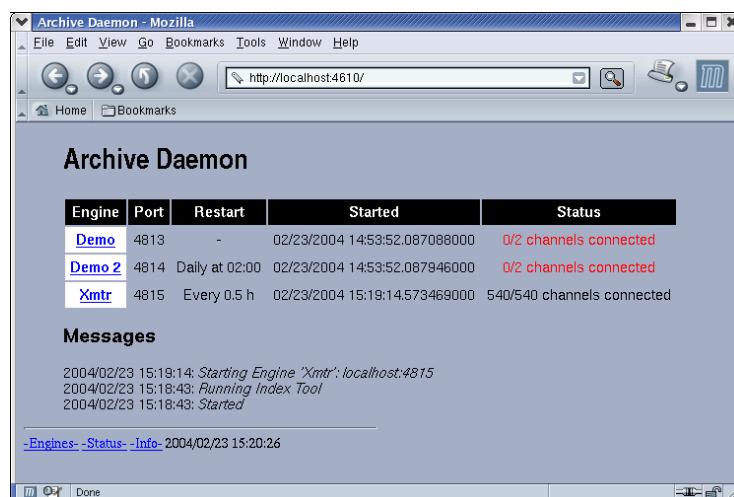 Archive Daemon - Mozilla
File Edit View Go Bookmarks Tools Window Help
http://localhost:4610/
Home Bookmarks
Archive Daemon
Engine Port Restart Started Status
Demo 4813 - 02/23/2004 14:53:52.087088000 0/2 channels connected
Demo 2 4814 Daily at 02:00 02/23/2004 14:53:52.087946000 0/2 channels connected
Xmtr 4815 Every 0.5 h 02/23/2004 15:19:14.573469000 540/540 channels connected
Messages
2004/02/23 15:19:14: Starting Engine 'Xmtr': localhost:4815
2004/02/23 15:18:43: Running Index Tool
2004/02/23 15:18:43: Started
-Engines- -Status- -Info- 2004/02/23 15:20:26
Done